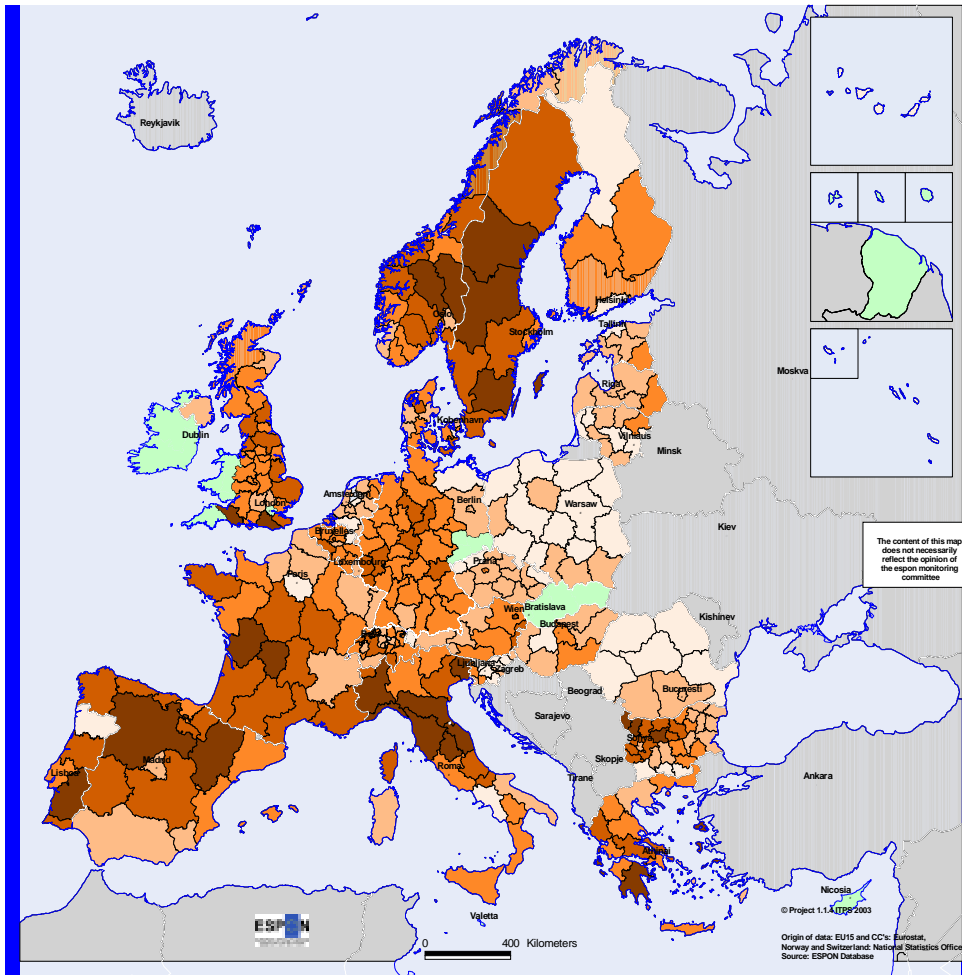 Reykjavik
Helsinki
Oslo
Tallinn
Stockholm
Moskva
Riga
København
Dublin
Vilnius
Minsk
London
Amsterdam
Berlin
Warsaw
Bruxelles
Kiev
The content of this map
does not necessarily
reflect the opinion of
the espon monitoring
committee
Luxembourg
Praha
Paris
Wien
Bratislava
Budapest
Kishinev
Ljubljana
Zagreb
Bucuresti
Beograd
Sarajevo
Sofiya
Madrid
Lisboa
Roma
Skopje
Tirane
Ankara
Athinai
Nicosia
Valetta
© Project 1.1.4 ITPS 2003
ESPON
0 400 Kilometers
Origin of data: EU15 and CC's: Eurostat,
Norway and Switzerland: National Statistics Office
Source: ESPON Database